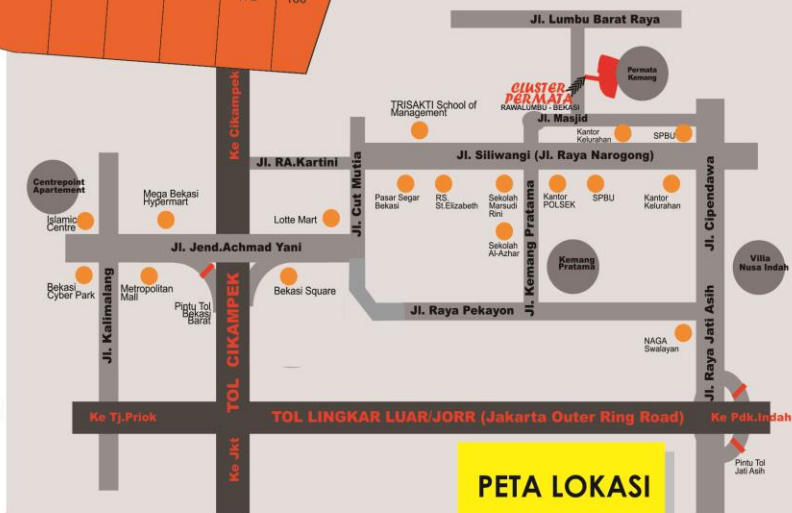 100
Jl. Lumbu Barat Raya
Permata
Kemang
CLUSTER
PERMATA
RAWALUMBU - BEKASI
Jl. Masjid
TRISAKTI School of
Management
Kantor
Kelurahan
SPBU
Ke Cikampek
Jl. RA.Kartini
Jl. Siliwangi (Jl. Raya Narogong)
Jl. Cut Mutia
Jl. Cipendawa
Centrepoint
Apartement
Islamic
Centre
Mega Bekasi
Hypermart
Lotte Mart
Pasar Segar
Bekasi
RS.
St.Elizabeth
Sekolah
Marsudi
Rini
Kantor
POLSEK
SPBU
Kantor
Kelurahan
Sekolah
Al-Azhar
Jl. Kemang Pratama
Kemang
Pratama
Villa
Nusa Indah
Jl. Jend.Achmad Yani
Bekasi
Cyber Park
Metropolitan
Mall
Pintu Tol
Bekasi
Barat
Bekasi Square
Jl. Kalimalang
TOL CIKAMPEK
Jl. Raya Pekayon
NAGA
Swalayan
Jl. Raya Jati Asih
Ke Tj.Priok
TOL LINGKAR LUAR/JORR (Jakarta Outer Ring Road)
Ke Pdk.Indah
Ke Jkt
Pintu Tol
Jati Asih
PETA LOKASI